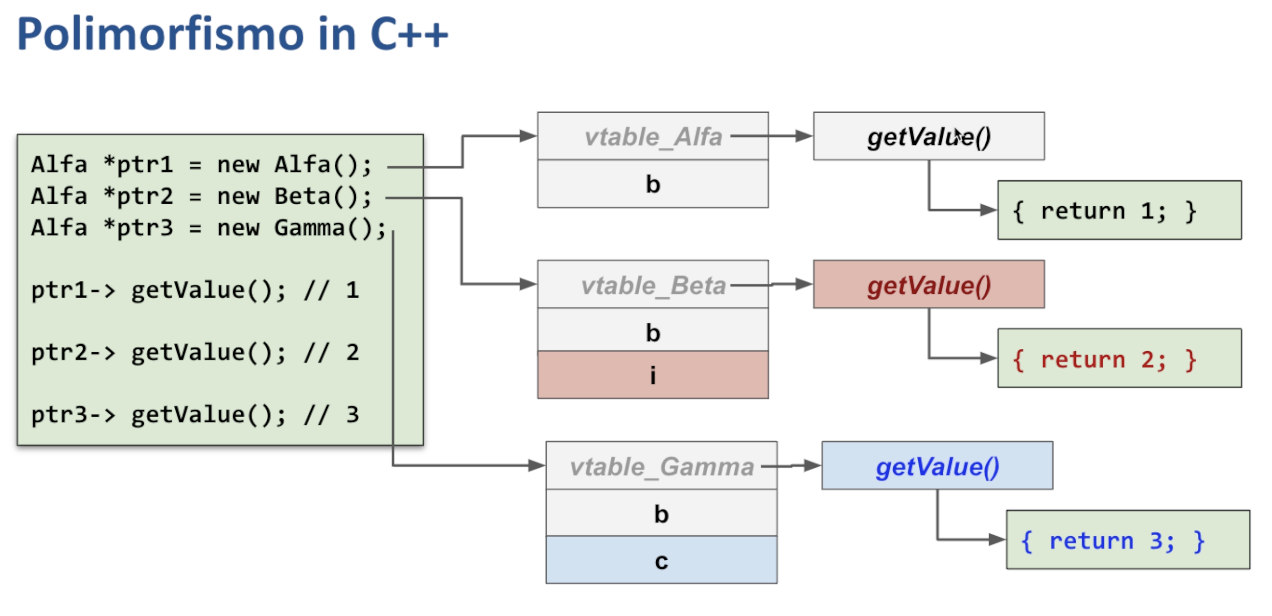 Polimorfismo in C++
Alfa *ptr1 = new Alfa();
Alfa *ptr2 = new Beta();
Alfa *ptr3 = new Gamma();
ptr1-> getValue(); // 1
ptr2-> getValue(); // 2
ptr3-> getValue(); // 3
vtable_Alfa
b
getValue()
{ return 1; }
vtable_Beta
b
i
getValue()
{ return 2; }
vtable_Gamma
b
c
getValue()
{ return 3; }